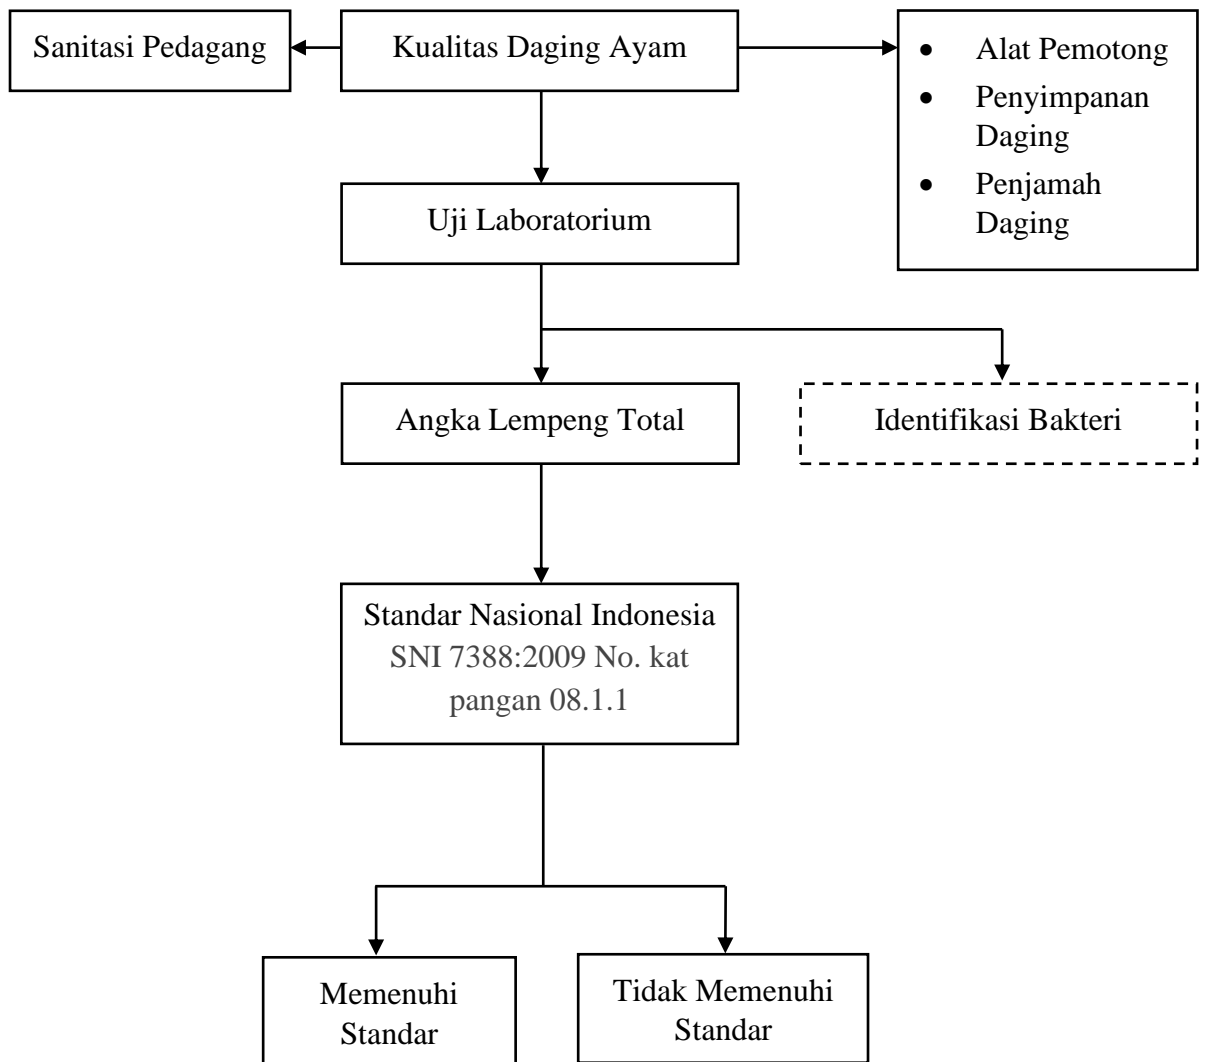 Sanitasi Pedagang
Kualitas Daging Ayam
• Alat Pemotong
• Penyimpanan
Daging
• Penjamah
Daging
Uji Laboratorium
Angka Lempeng Total
Identifikasi Bakteri
Standar Nasional Indonesia
SNI 7388:2009 No. kat
pangan 08.1.1
Memenuhi
Standar
Tidak Memenuhi
Standar